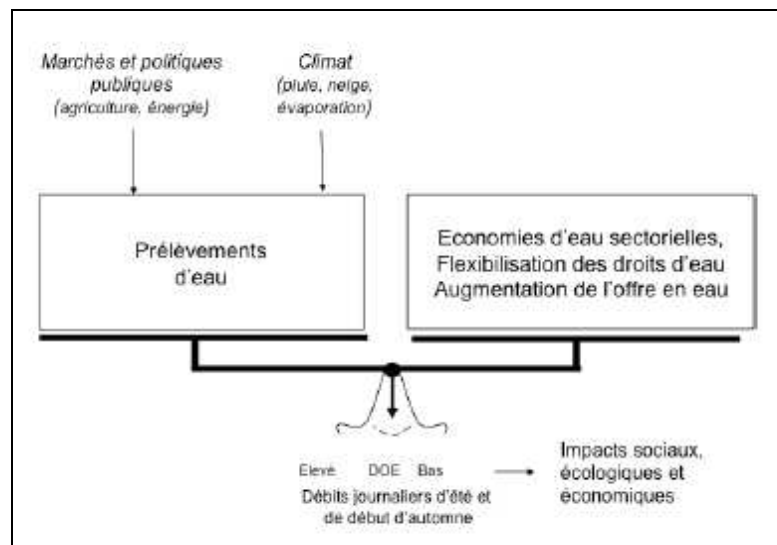 Marchés et politiques
publiques
(agriculture, énergie)
Climat
(pluie, neige,
évaporation)
Prélèvements
d'eau
Economies d'eau sectorielles,
Flexibilisation des droits d'eau
Augmentation de l'offre en eau
Elevé DOE Bas
Débits journaliers d'été et
de début d'automne
Impacts sociaux,
écologiques et
économiques